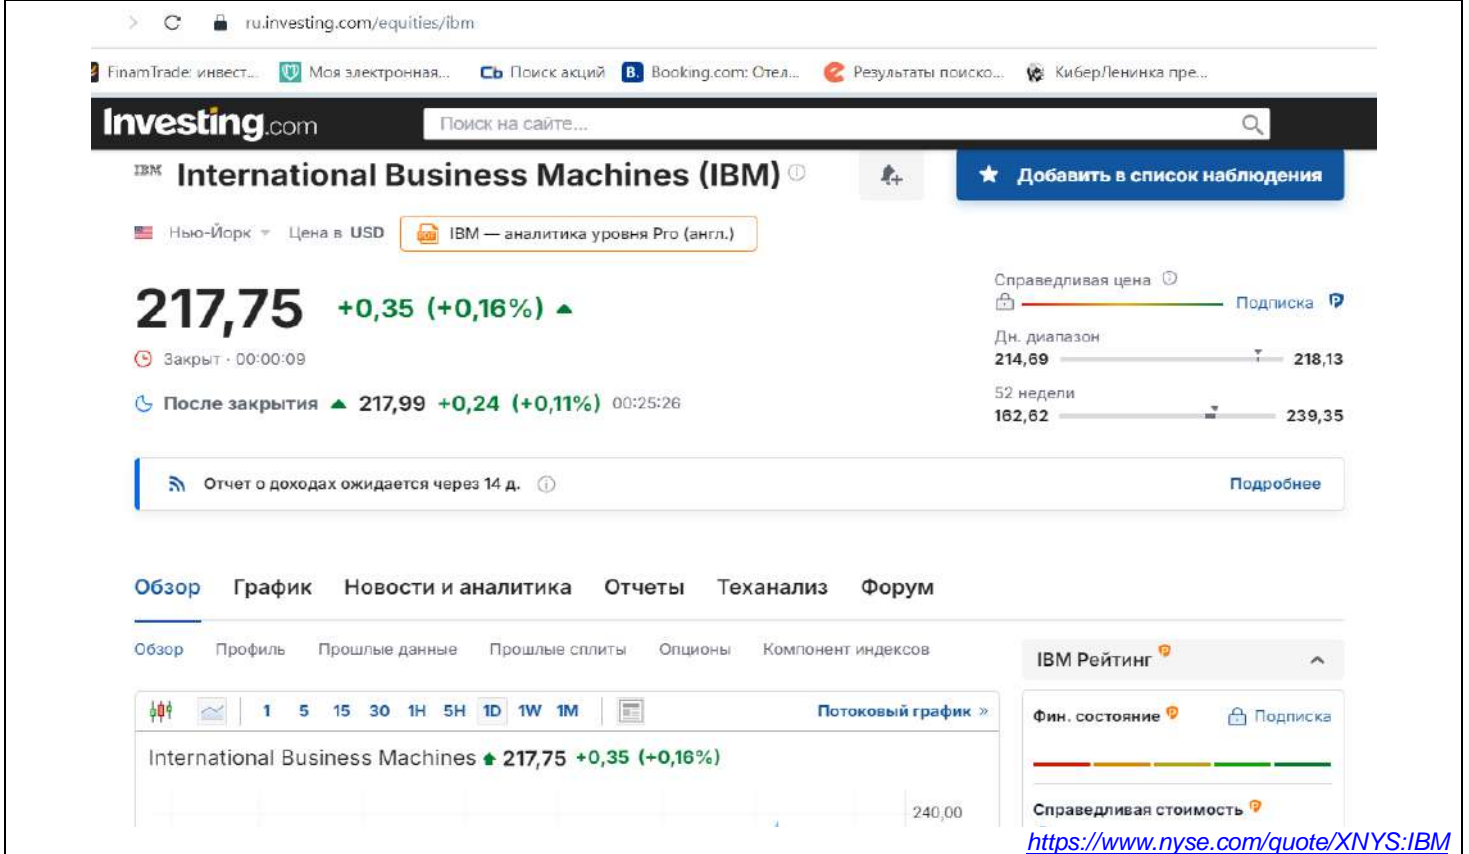 ru.investing.com/equities/ibm
FinamTrade: инвест... Моя электронная... Сь Поиск акций B. Booking.com: Отел... Результаты поиско... КиберЛенинка пре...
Investing.com Поиск на сайте...
IBM International Business Machines (IBM) Добавить в список наблюдения
Нью-Йорк Цена в USD IBM — аналитика уровня Pro (англ.)
Справедливая цена
217,75 +0,35 (+0,16%) Подписка
Дн. диапазон
Закрыт · 00:00:09 214,69 218,13
52 недели
После закрытия 217,99 +0,24 (+0,11%) 00:25:26 162,62 239,35
Отчет о доходах ожидается через 14 д. Подробнее
Обзор График Новости и аналитика Отчеты Теханализ Форум
Обзор Профиль Прошлые данные Прошлые сплиты Опционы Компонент индексов
IBM Рейтинг
1 5 15 30 1H 5H 1D 1W 1M Потоковый график »
Фин. состояние Подписка
International Business Machines 217,75 +0,35 (+0,16%)
240,00 Справедливая стоимость
https://www.nyse.com/quote/XNYS:IBM